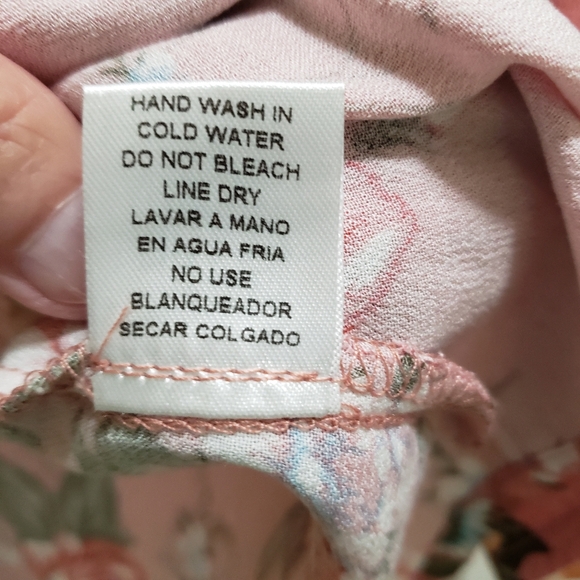 HAND WASH IN
COLD WATER
DO NOT BLEACH
LINE DRY
LAVAR A MANO
EN AGUA FRIA
NO USE
BLANQUEADOR
SECAR COLGADO